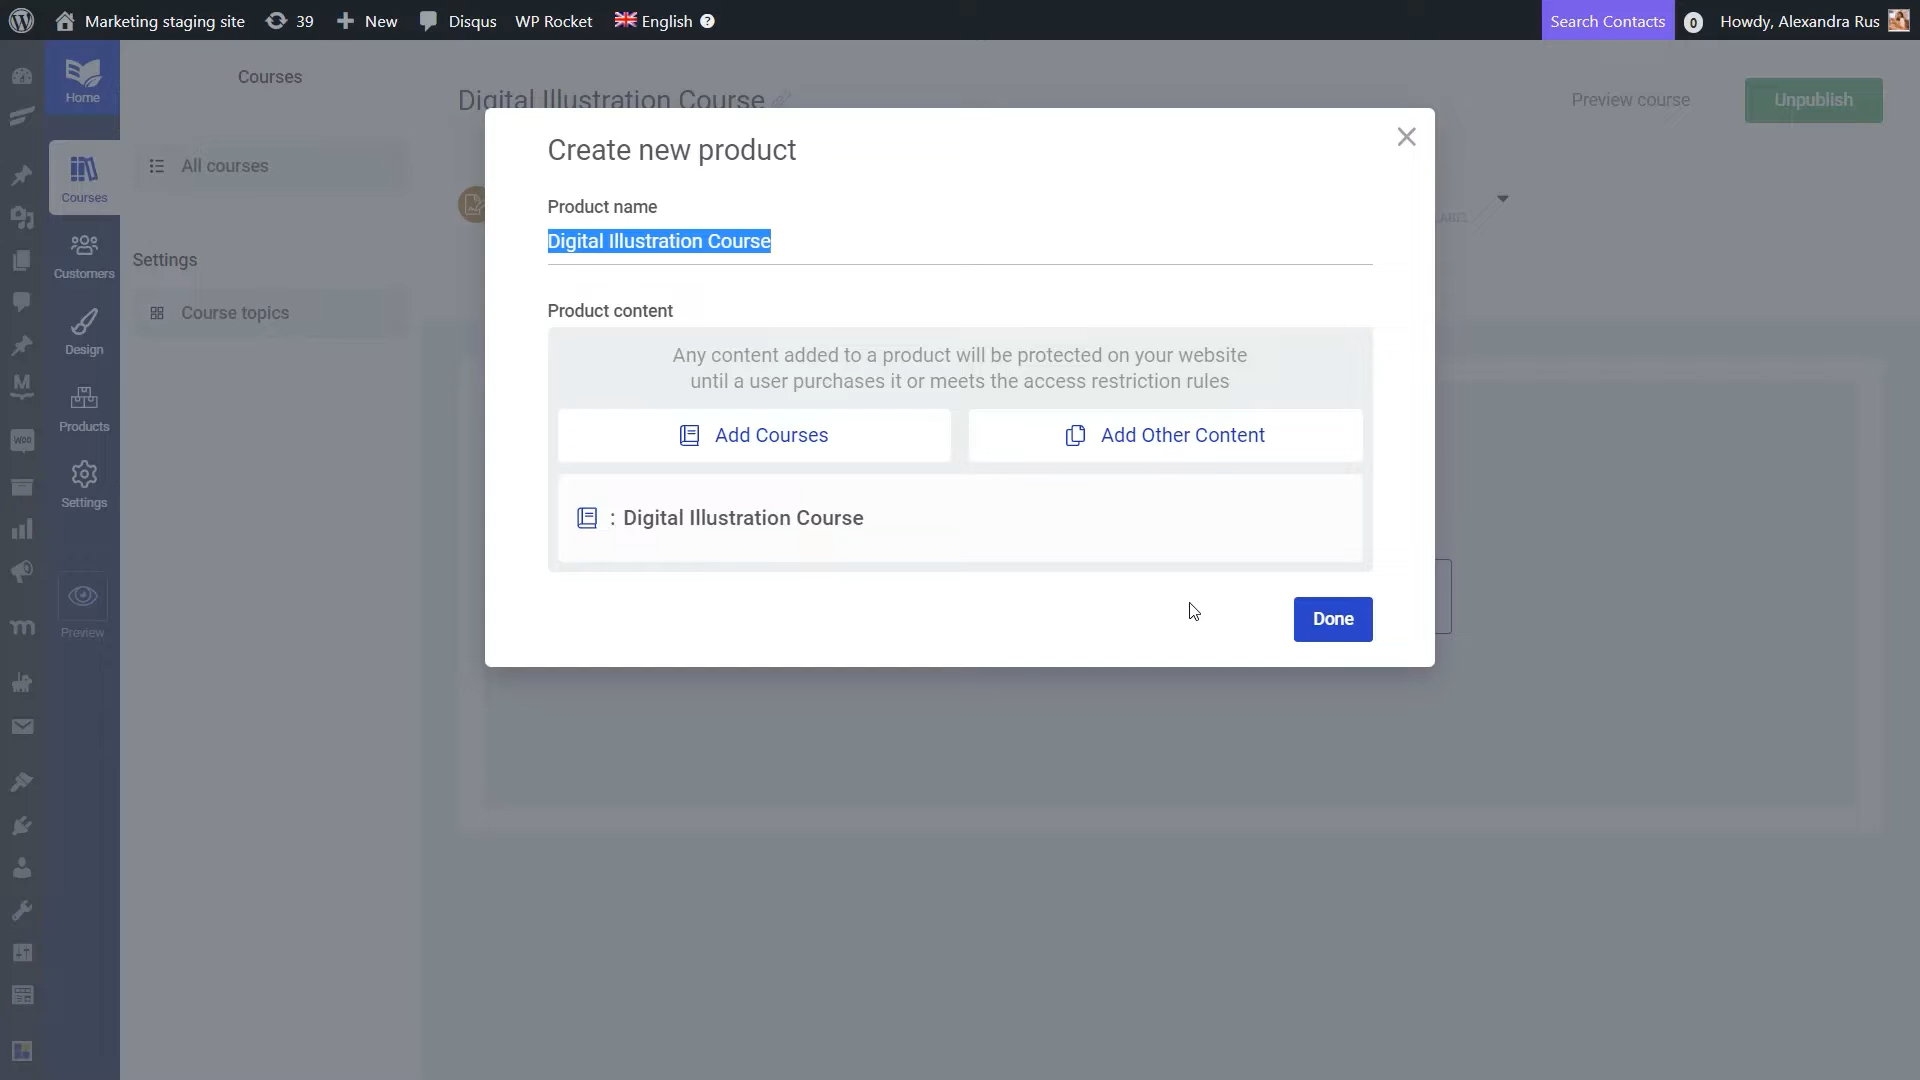 Marketing staging site
39
New
Disqus
WP Rocket
English
Search Contacts
0
Howdy, Alexandra Rus
Home
Courses
Customers
Design
Products
Settings
Preview
Courses
All courses
Settings
Course topics
Digital Illustration Course
Preview course
Unpublish
Create new product
Product name
Digital Illustration Course
Product content
Any content added to a product will be protected on your website
until a user purchases it or meets the access restriction rules
Add Courses
Add Other Content
: Digital Illustration Course
Done